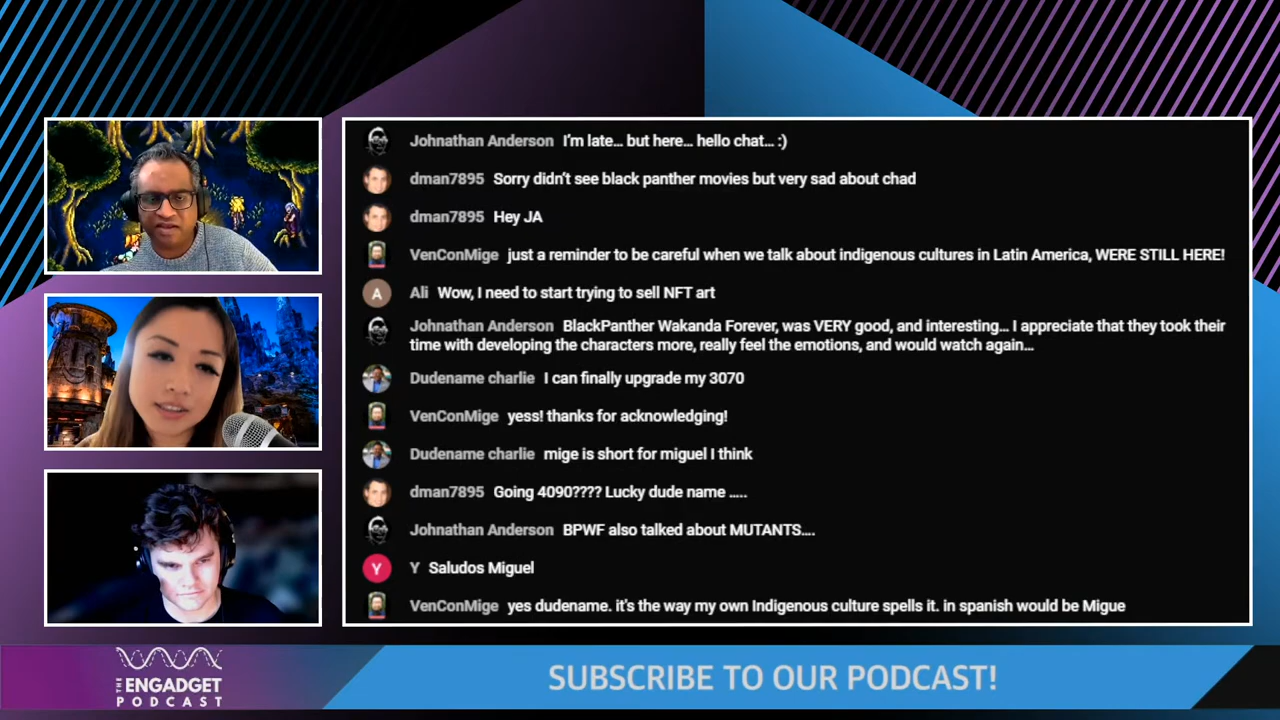 Johnathan Anderson I'm late... but here... hello chat... :)
dman7895 Sorry didn't see black panther movies but very sad about chad
dman7895 Hey JA
VenConMige just a reminder to be careful when we talk about indigenous cultures in Latin America, WERE STILL HERE!
A Ali Wow, I need to start trying to sell NFT art
Johnathan Anderson BlackPanther Wakanda Forever, was VERY good, and interesting... I appreciate that they took their
time with developing the characters more, really feel the emotions, and would watch again...
Dudename charlie I can finally upgrade my 3070
VenConMige yess! thanks for acknowledging!
Dudename charlie mige is short for miguel I think
dman7895 Going 4090???? Lucky dude name .....
Johnathan Anderson BPWF also talked about MUTANTS....
Y Y Saludos Miguel
VenConMige yes dudename. it's the way my own Indigenous culture spells it. in spanish would be Migue
THE ENGADGET
PODCAST
SUBSCRIBE TO OUR PODCAST!